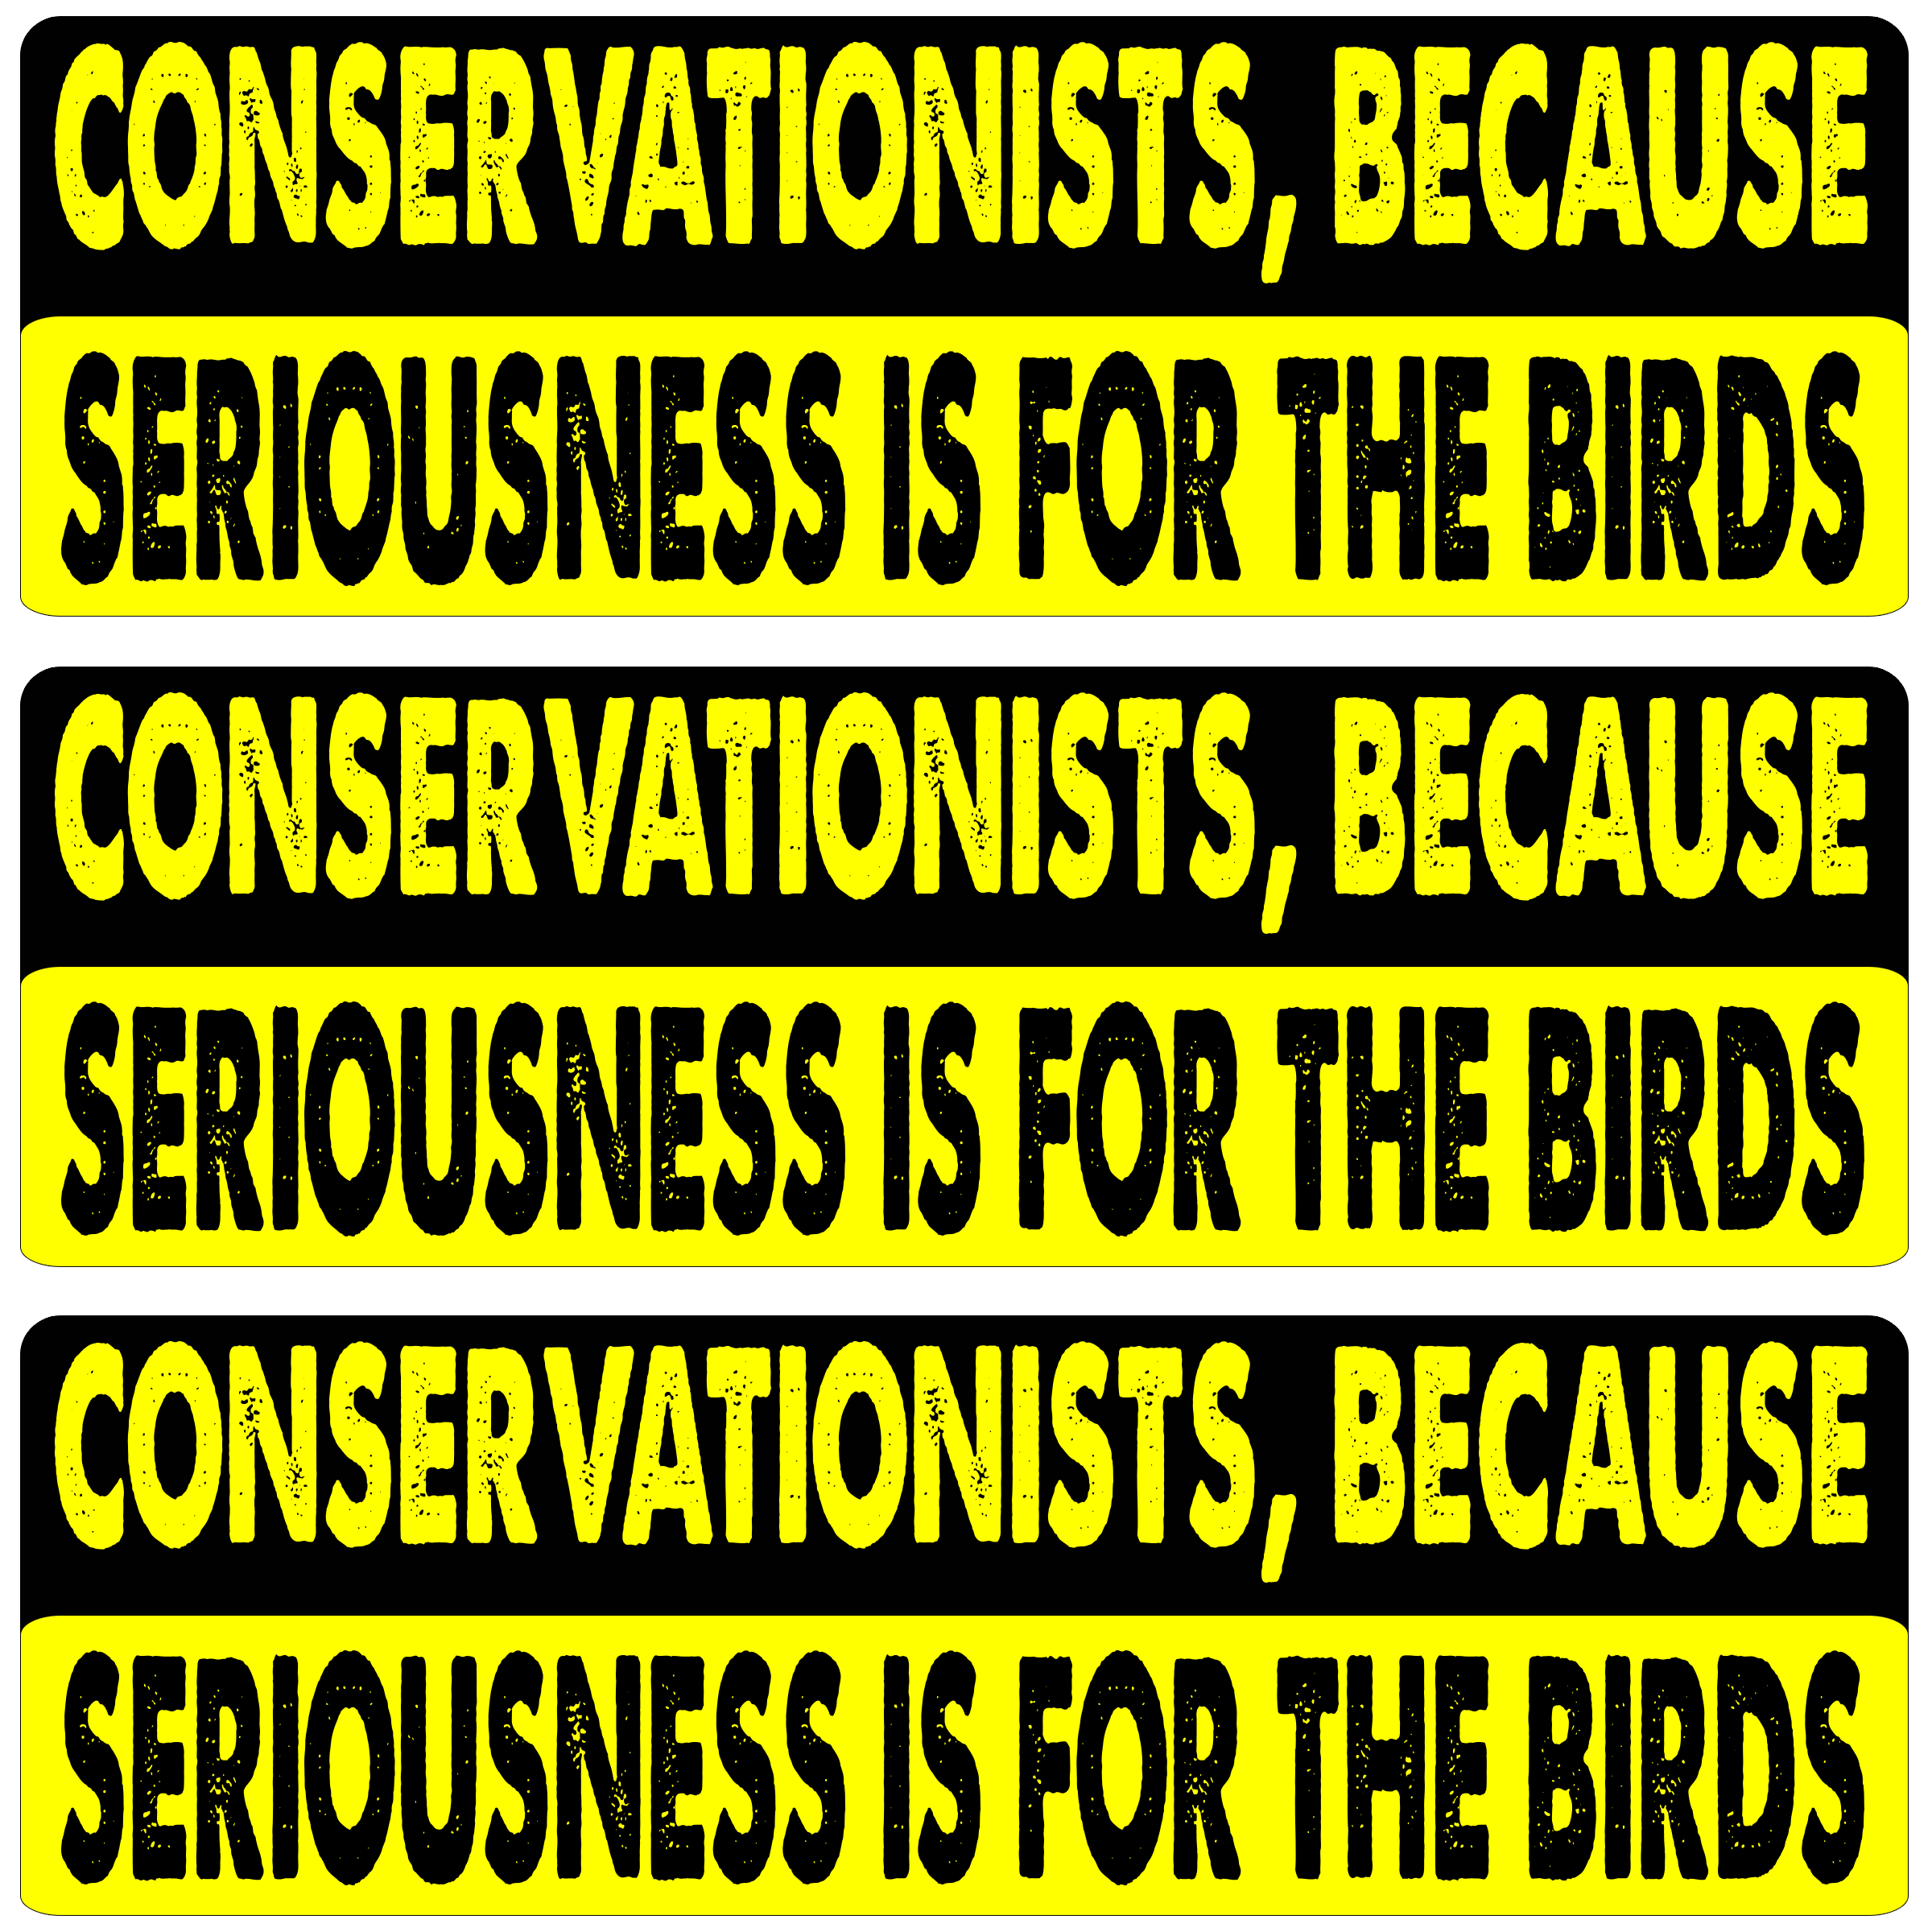 CONSERVATIONISTS, BECAUSE
SERIOUSNESS IS FOR THE BIRDS
CONSERVATIONISTS, BECAUSE
SERIOUSNESS IS FOR THE BIRDS
CONSERVATIONISTS, BECAUSE
SERIOUSNESS IS FOR THE BIRDS